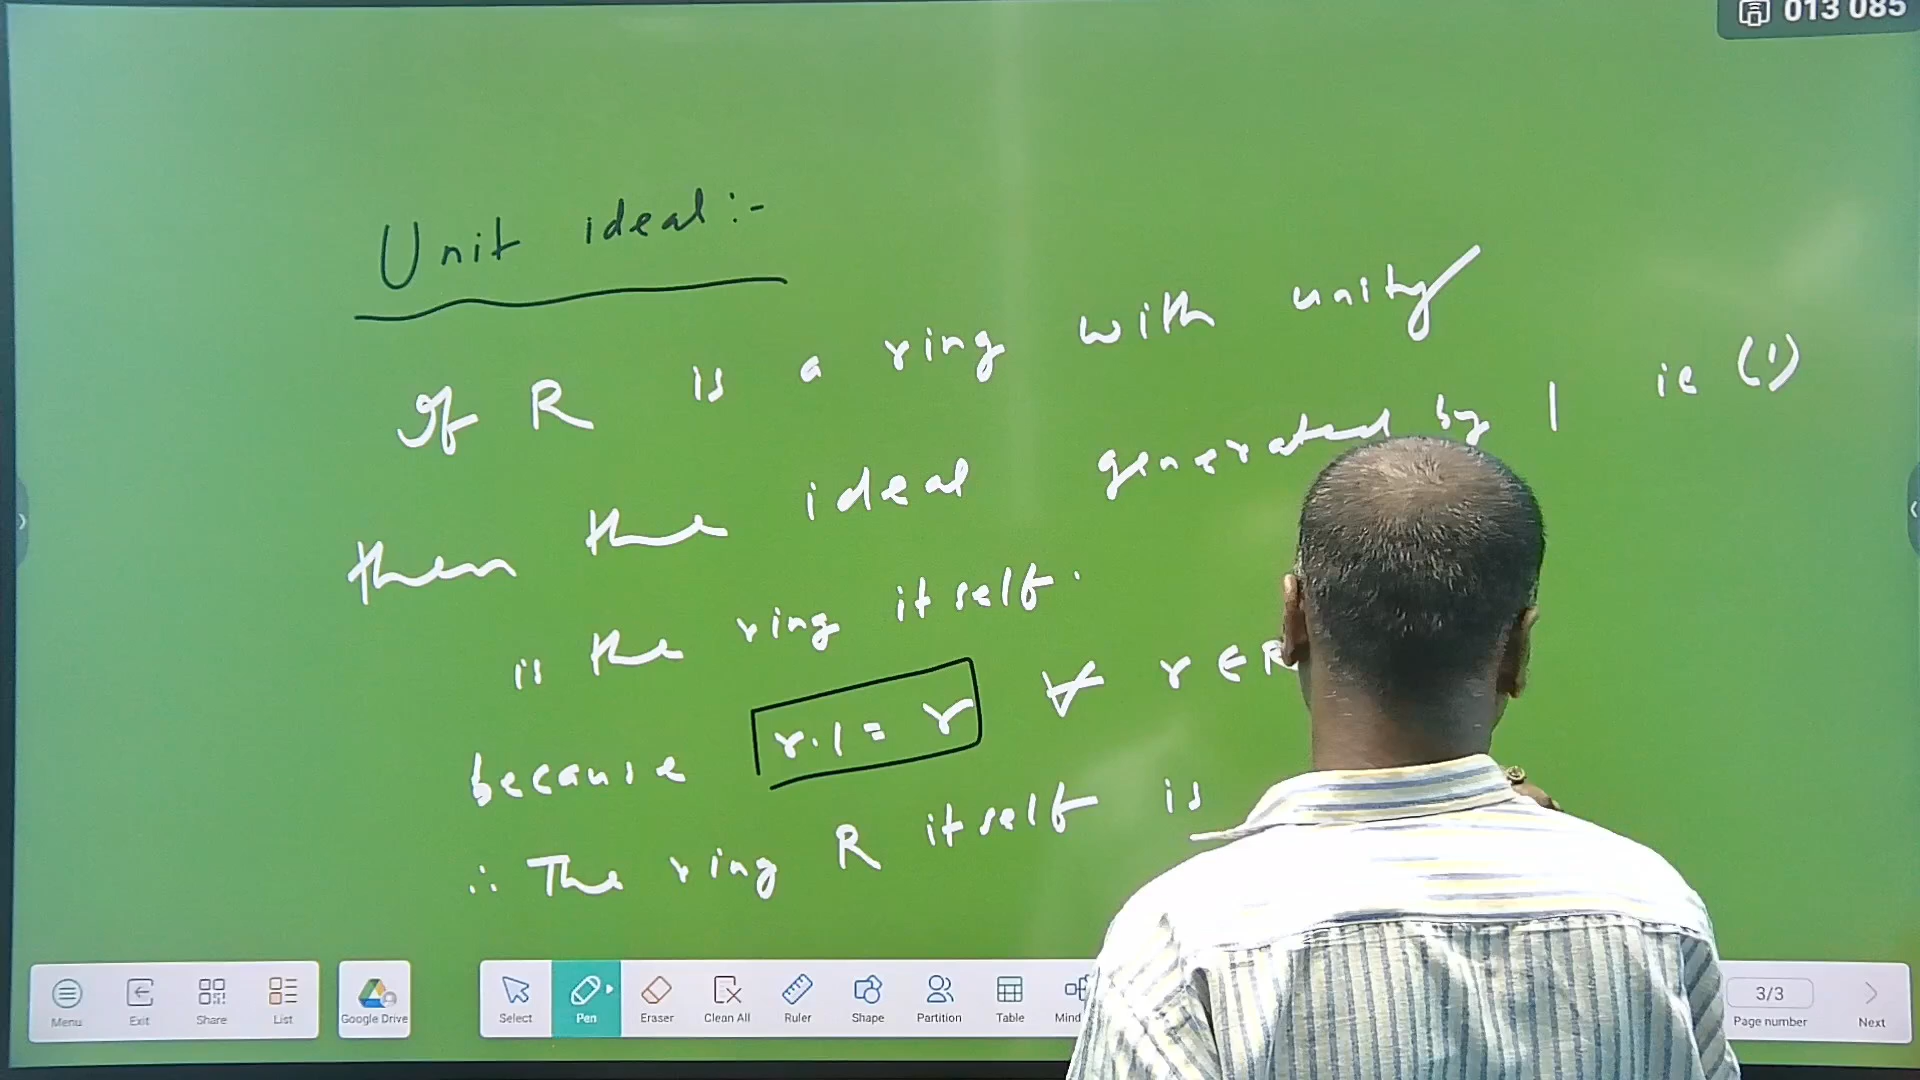 013 085
Unit ideal :-
If R is a ring with unity
then the ideal generated by 1 ie (1)
is the ring itself.
because r.1 = r ∀ r ∈ R
∴ The ring R itself is
Menu Exit Share List Google Drive Select Pen Eraser Clean All Ruler Shape Partition Table Mind 3/3 Page number Next